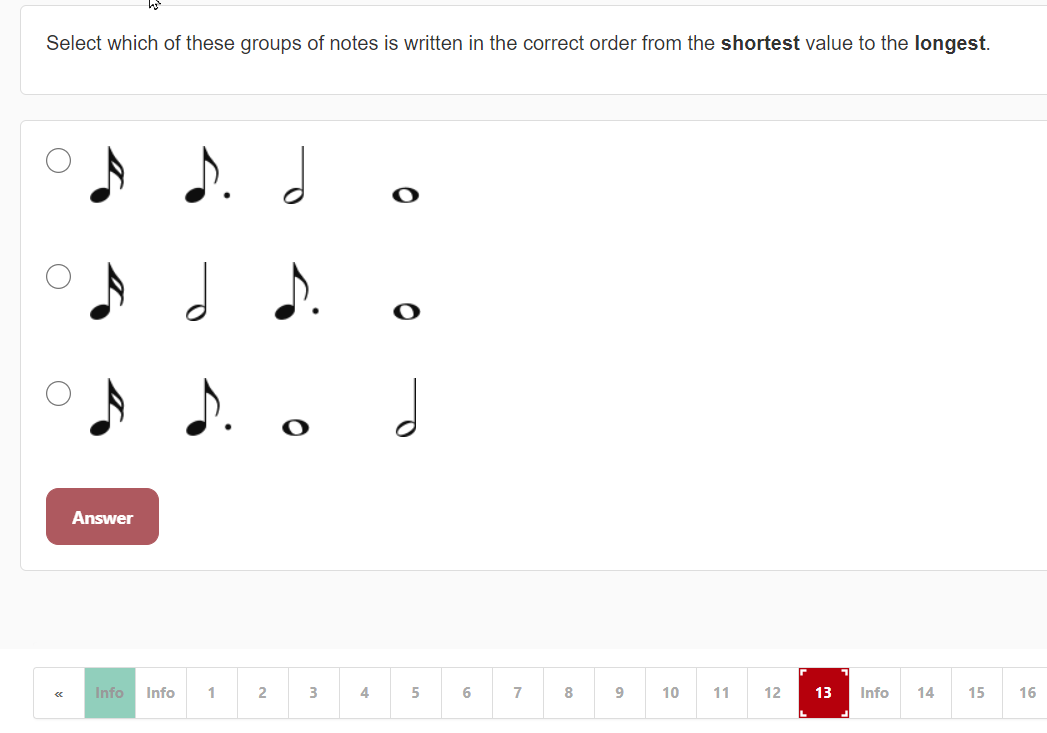 Select which of these groups of notes is written in the correct order from the shortest value to the longest.
Answer
« Info Info 1 2 3 4 5 6 7 8 9 10 11 12 13 Info 14 15 16